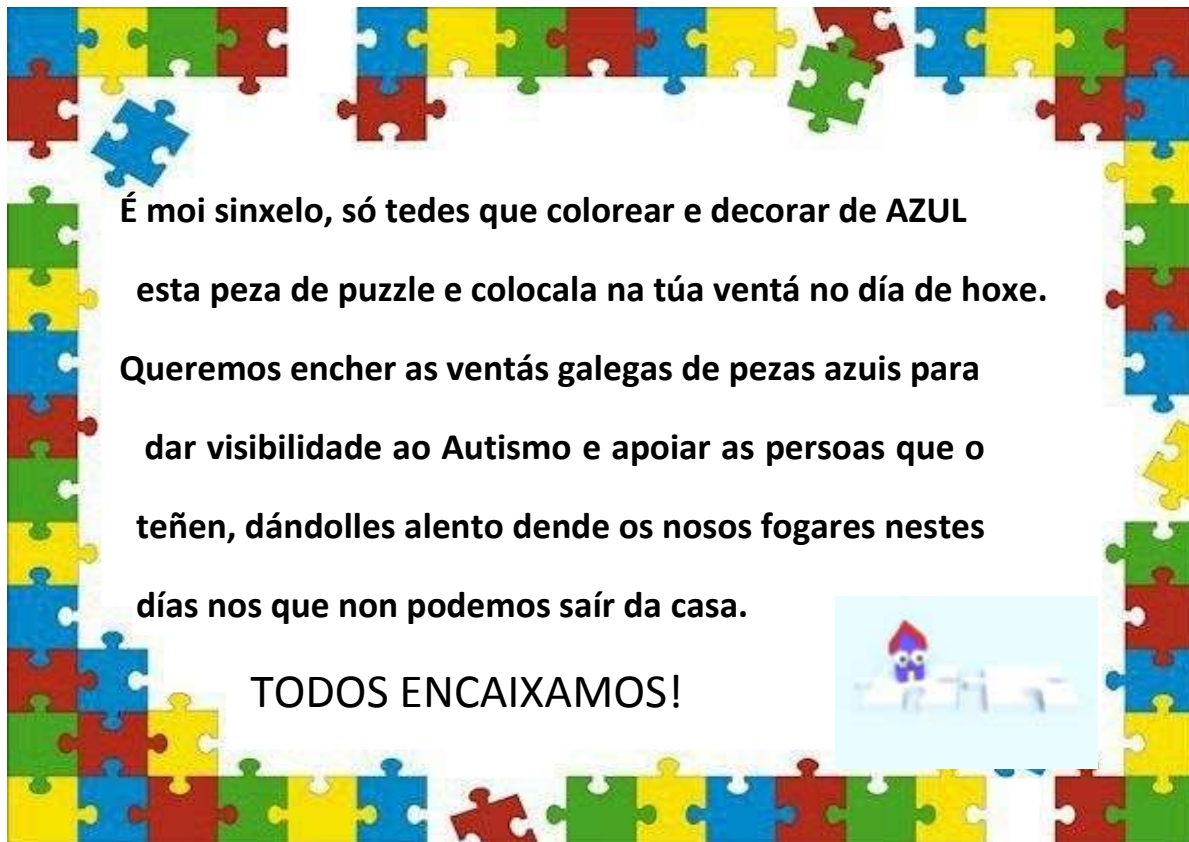 É moi sinxelo, só tedes que colorear e decorar de AZUL
esta peza de puzzle e colocala na túa ventá no día de hoxe.
Queremos encher as ventás galegas de pezas azuis para
dar visibilidade ao Autismo e apoiar as persoas que o
teñen, dándolles alento dende os nosos fogares nestes
días nos que non podemos saír da casa.
TODOS ENCAIXAMOS!